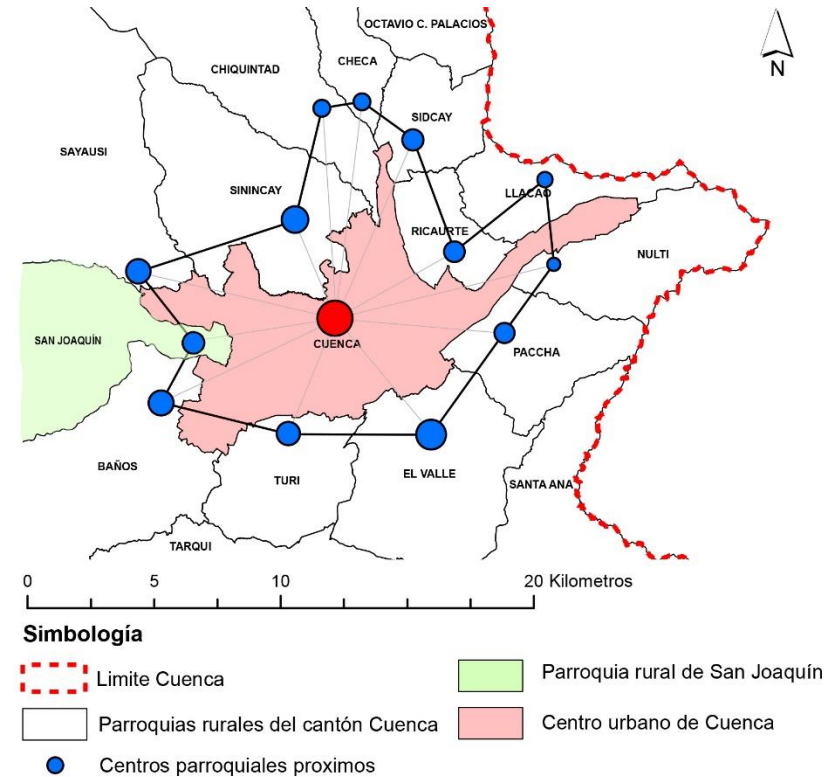 OCTAVIO C. PALACIOS
CHECA
CHIQUINTAD
N
SIDCAY
SAYAUSI
SININCAY
LLACAO
RICAURTE
NULTI
SAN JOAQUÍN
CUENCA
PACCHA
BAÑOS
TURI
EL VALLE
SANTA ANA
TARQUI
0 5 10 20 Kilometros
Simbología
Limite Cuenca
Parroquia rural de San Joaquín
Parroquias rurales del cantón Cuenca
Centro urbano de Cuenca
Centros parroquiales proximos